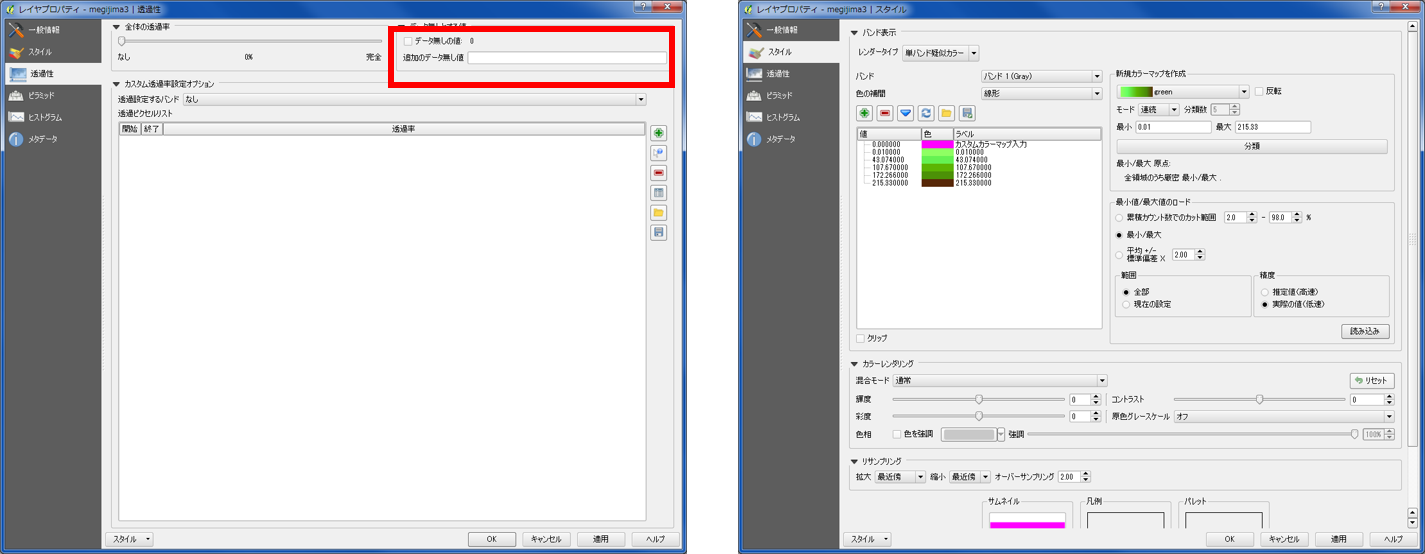 レイヤプロパティ - megijima3 | 透過性
一般情報
スタイル
透過性
ピラミッド
ヒストグラム
メタデータ
全体の透過率
なし 0% 完全
データ無しとする値
データ無しの値: 0
追加のデータ無し値
カスタム透過率設定オプション
透過設定するバンド なし
透過ピクセルリスト
開始 終了 透過率
スタイル OK キャンセル 適用 ヘルプ
レイヤプロパティ - megijima3 | スタイル
一般情報
スタイル
透過性
ピラミッド
ヒストグラム
メタデータ
バンド表示
レンダータイプ 単バンド疑似カラー
バンド バンド 1 (Gray)
色の補間 線形
値 色 ラベル
0.000000 カスタムカラーマップ入力
0.010000 0.010000
43.074000 43.074000
107.670000 107.670000
172.266000 172.266000
215.330000 215.330000
クリップ
新規カラーマップを作成
green 反転
モード 連続 分類数 5
最小 0.01 最大 215.33
分類
最小/最大 原点:
全領域のうち厳密 最小/最大 .
最小値/最大値のロード
累積カウント数でのカット範囲 2.0 - 98.0 %
最小/最大
平均 +/-
標準偏差 X 2.00
範囲
全部
現在の設定
精度
推定値(高速)
実際の値(低速)
読み込み
カラーレンダリング
混合モード 通常 リセット
輝度 0 コントラスト 0
彩度 0 原色グレースケール オフ
色相 色を強調 強調 100%
リサンプリング
拡大 最近傍 縮小 最近傍 オーバーサンプリング 2.00
サムネイル 凡例 パレット
スタイル OK キャンセル 適用 ヘルプ